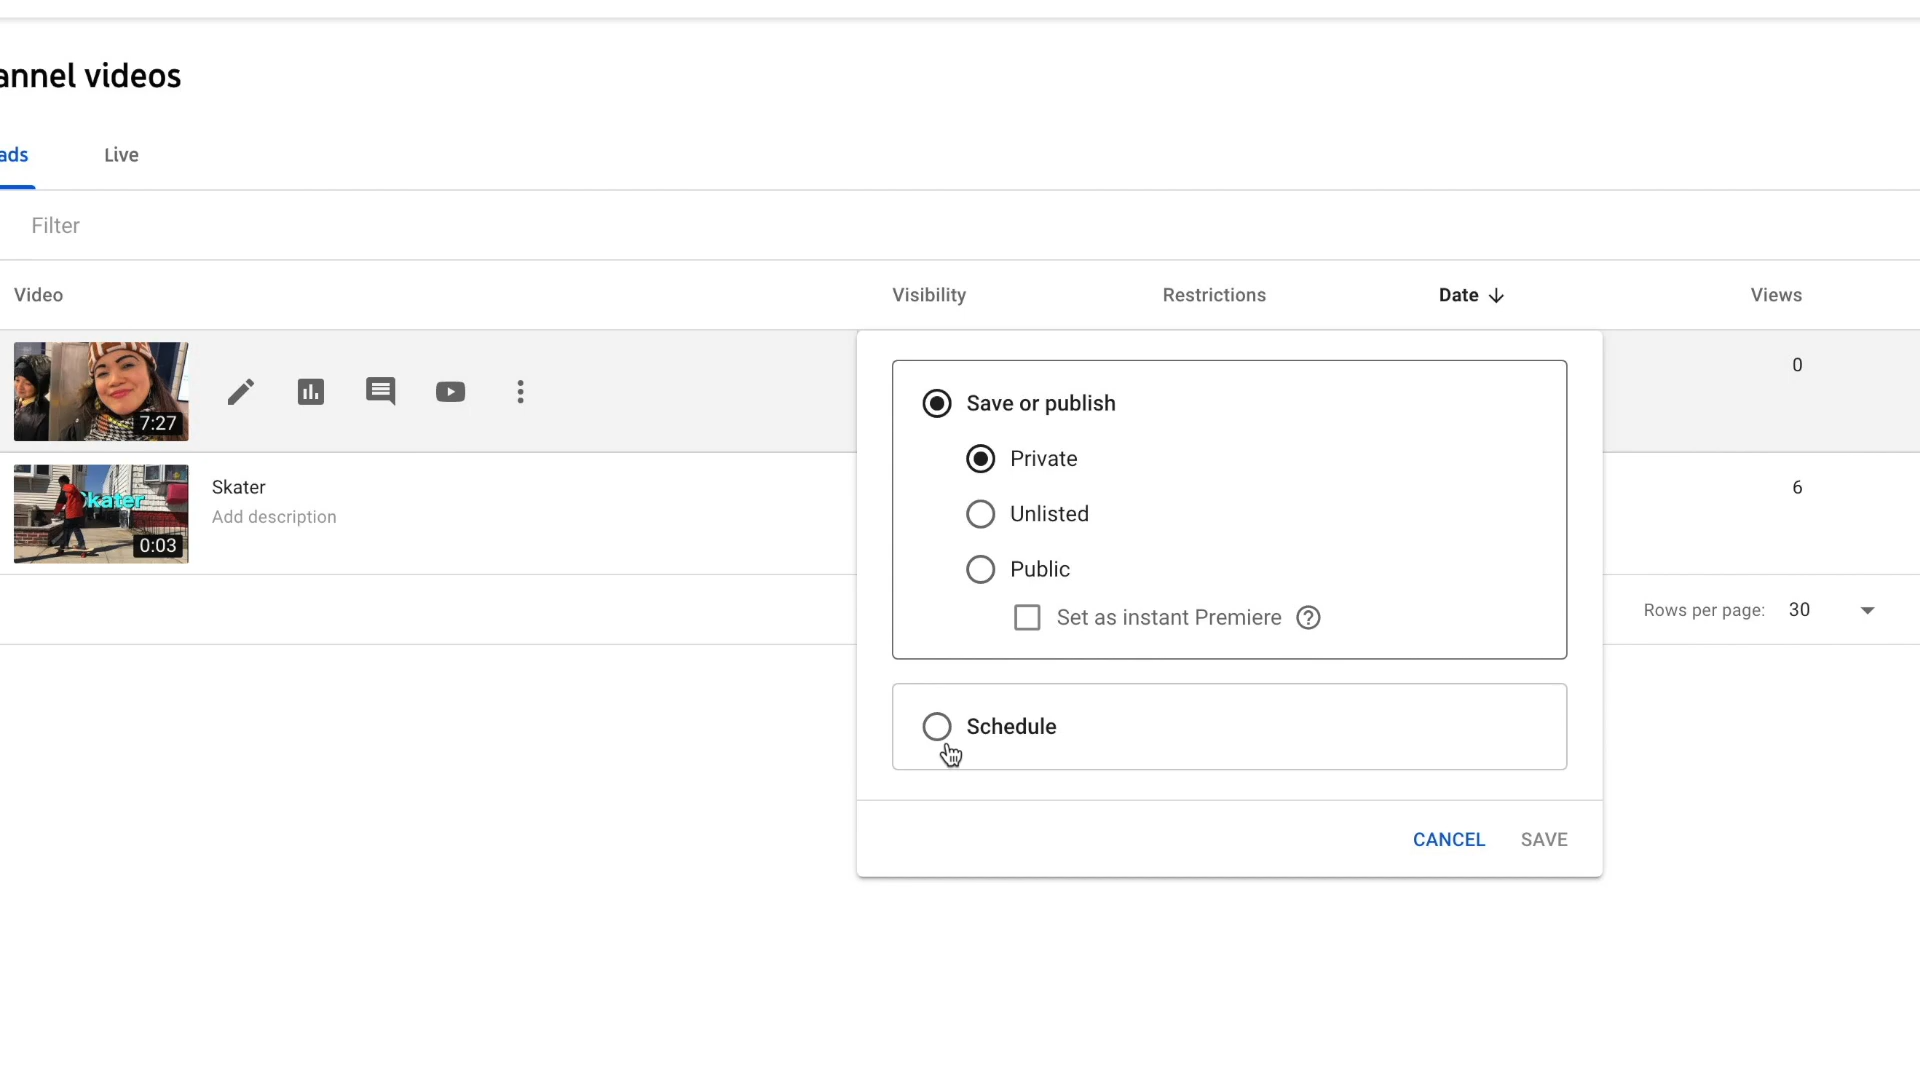 annel videos
ads
Live
Filter
Video
Visibility
Restrictions
Date
Views
7:27
0
Save or publish
Private
Unlisted
Public
Set as instant Premiere
Skater
Skater
Add description
0:03
6
Rows per page: 30
Schedule
CANCEL
SAVE